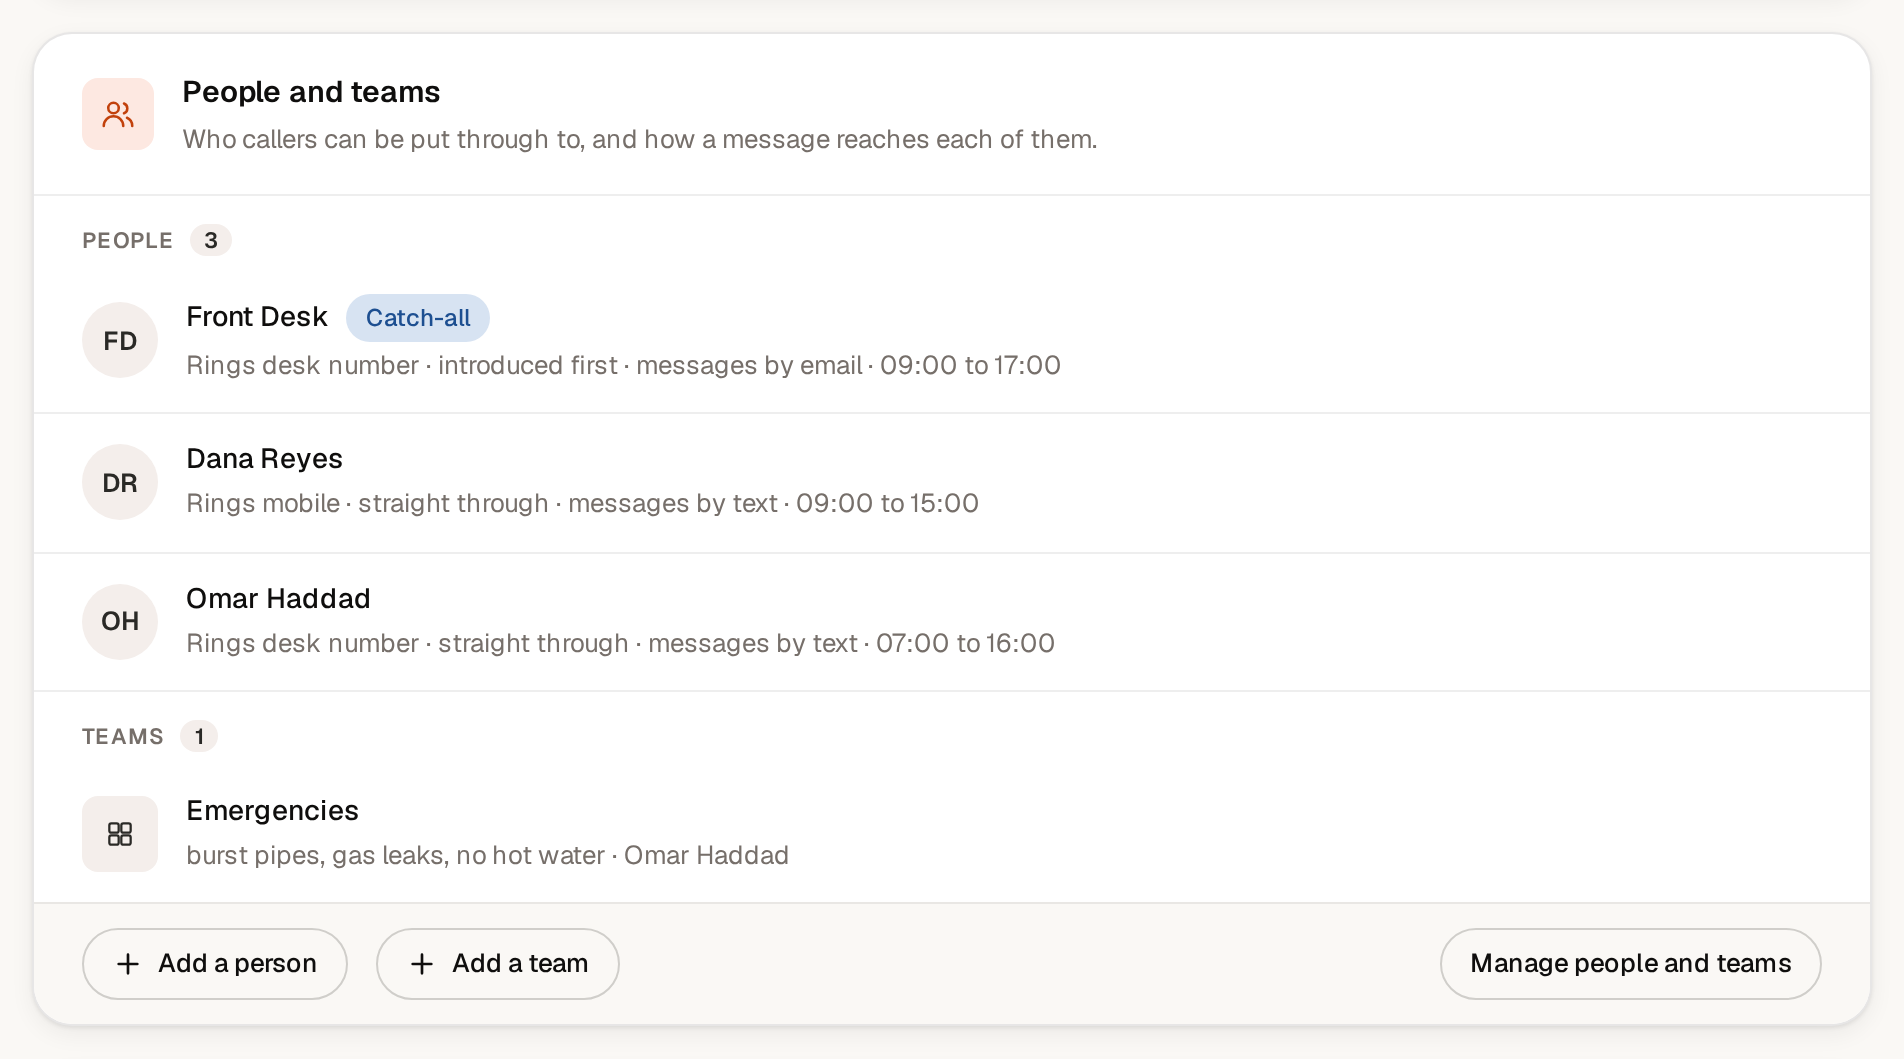 People and teams
Who callers can be put through to, and how a message reaches each of them.
PEOPLE 3
FD
Front Desk Catch-all
Rings desk number · introduced first · messages by email · 09:00 to 17:00
DR
Dana Reyes
Rings mobile · straight through · messages by text · 09:00 to 15:00
OH
Omar Haddad
Rings desk number · straight through · messages by text · 07:00 to 16:00
TEAMS 1
Emergencies
burst pipes, gas leaks, no hot water · Omar Haddad
Add a person Add a team Manage people and teams